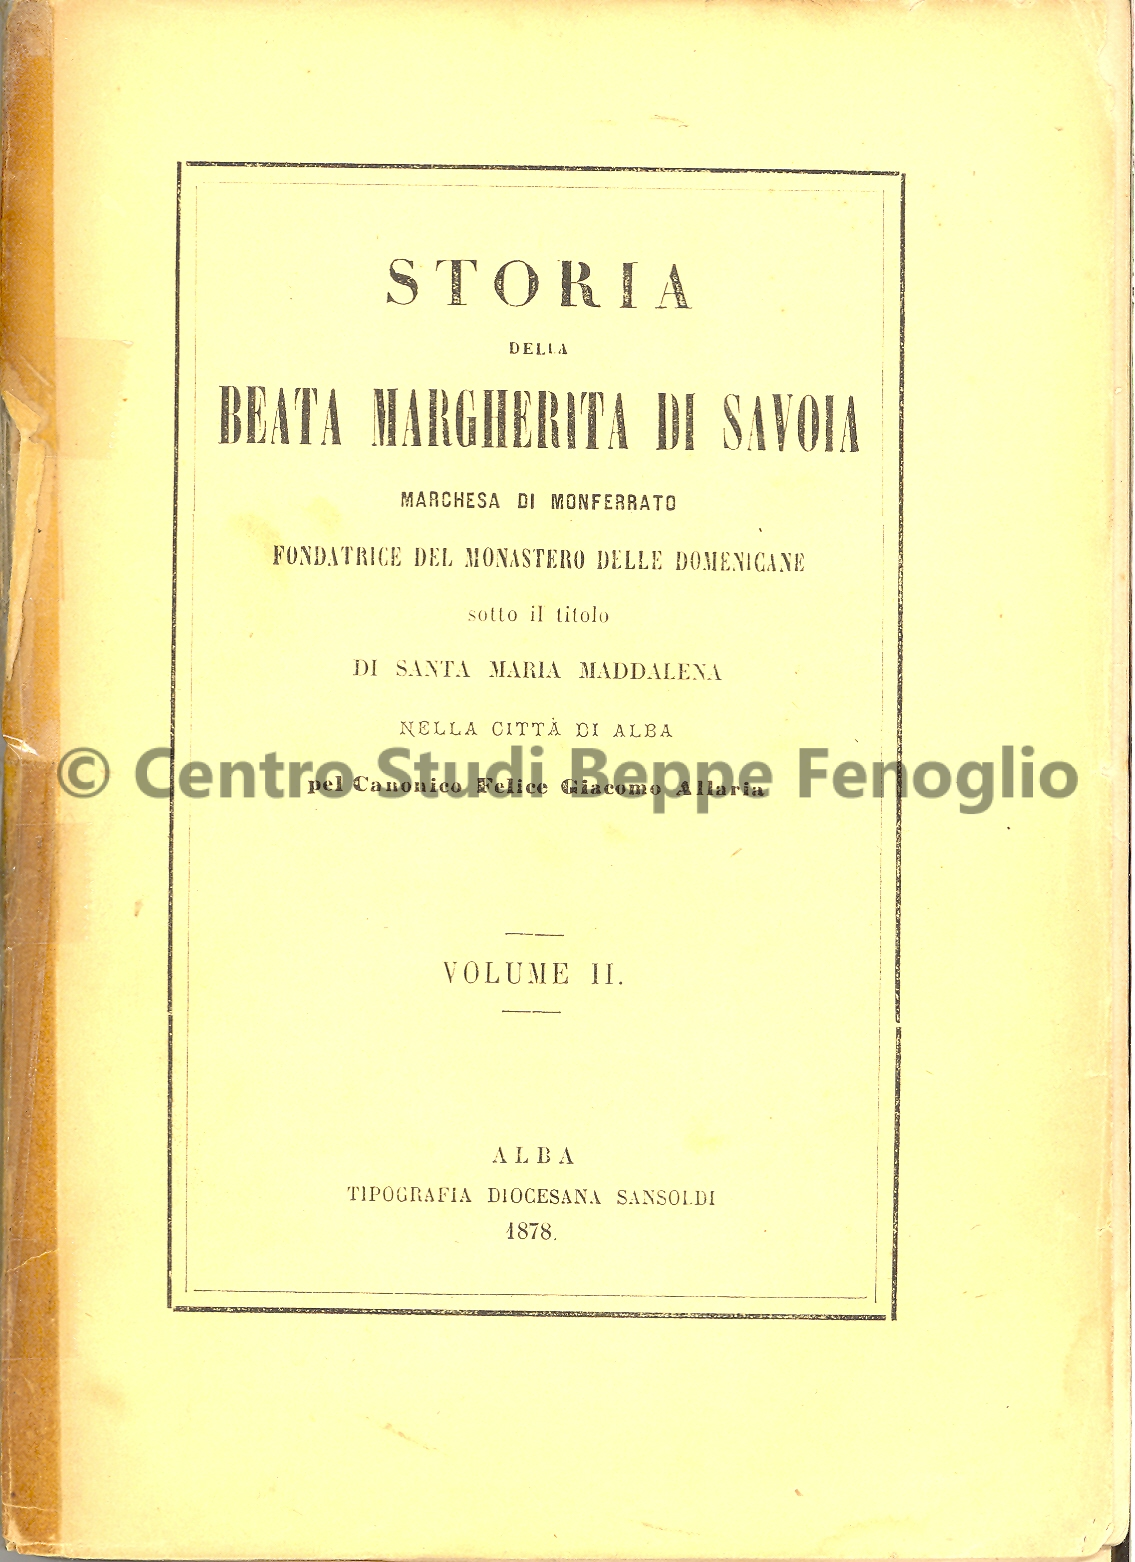 STORIA
DELLA
BEATA MARGHERITA DI SAVOIA
MARCHESA DI MONFERRATO
FONDATRICE DEL MONASTERO DELLE DOMENICANE
sotto il titolo
DI SANTA MARIA MADDALENA
NELLA CITTÀ DI ALBA
© Centro Studi Beppe Fenoglio
pel Canonico Felice Giacomo Allaria
VOLUME II.
ALBA
TIPOGRAFIA DIOCESANA SANSOLDI
1878.